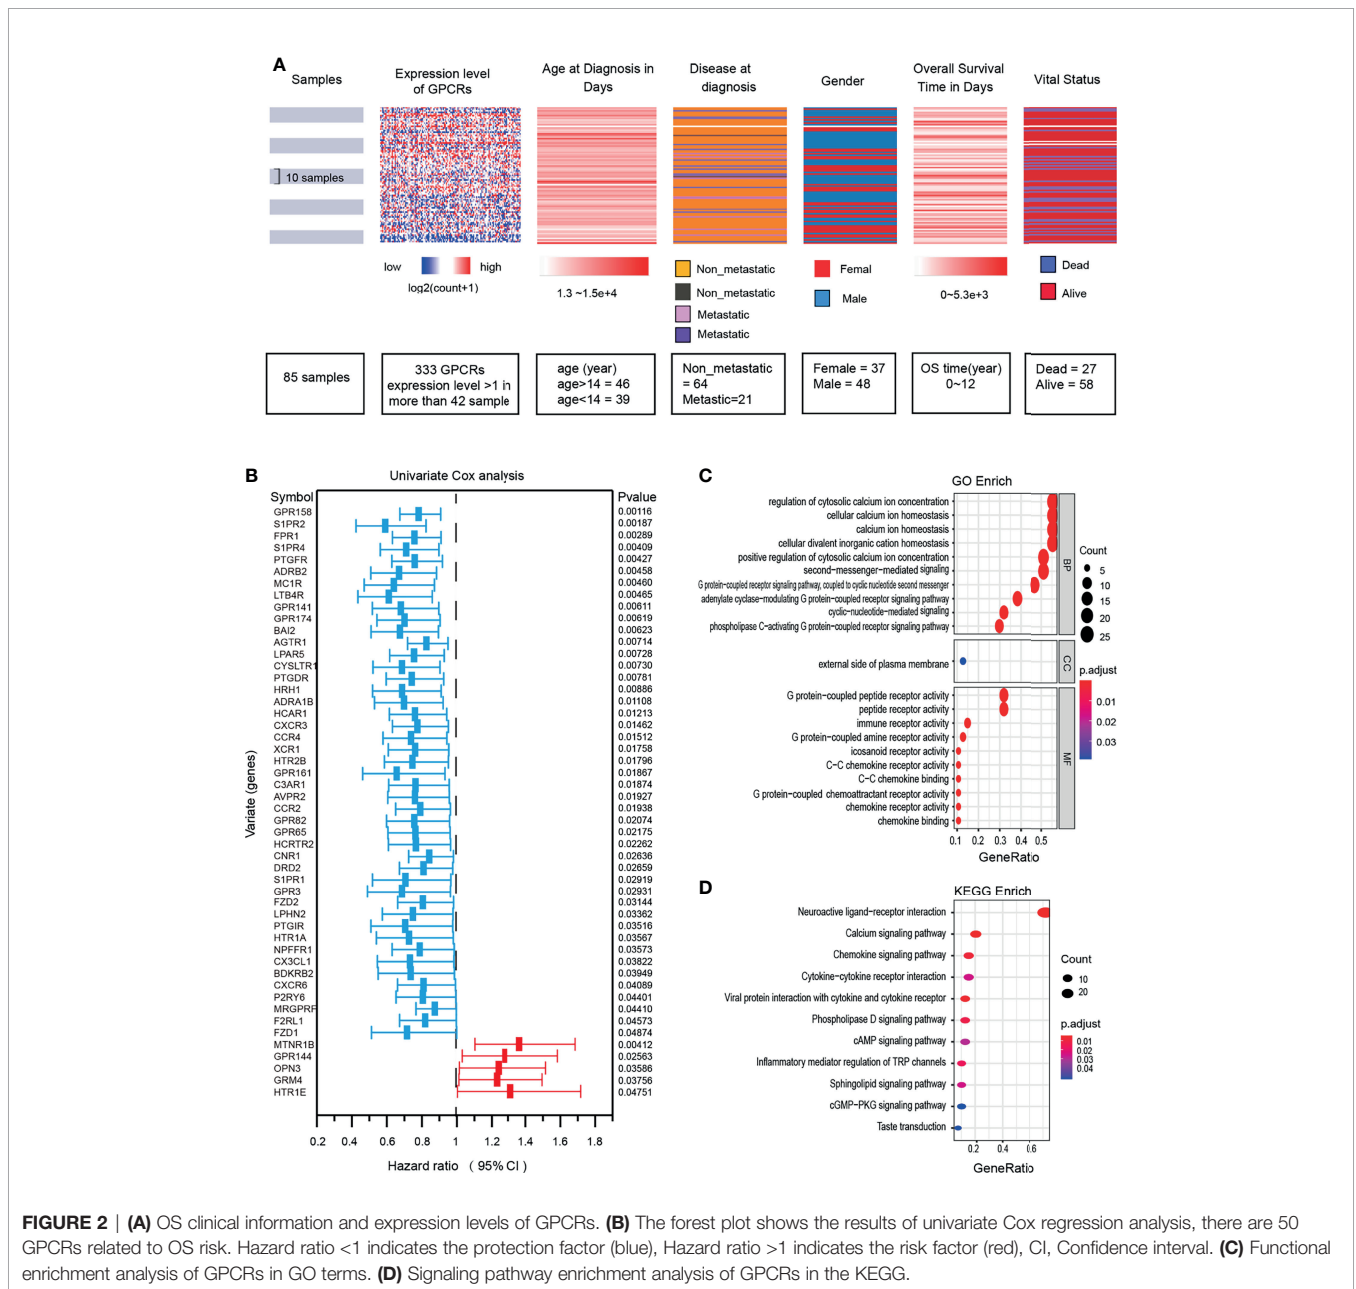 A
Samples
Expression level
of GPCRs
Age at Diagnosis in
Days
Disease at
diagnosis
Gender
Overall Survival
Time in Days
Vital Status
10 samples
low
high
log2(count+1)
1.3 ~1.5e+4
Non_metastatic
Non_metastatic
Metastatic
Metastatic
Femal
Male
0~5.3e+3
Dead
Alive
85 samples
333 GPCRs
expression level >1 in
more than 42 sample
age (year)
age>14 = 46
age<14 = 39
Non_metastatic
= 64
Metastic=21
Female = 37
Male = 48
OS time(year)
0~12
Dead = 27
Alive = 58
B
Univariate Cox analysis
Symbol Pvalue
GPR158 0.00116
S1PR2 0.00187
FPR1 0.00289
S1PR4 0.00409
PTGFR 0.00427
ADRB2 0.00458
MC1R 0.00460
LTB4R 0.00465
GPR141 0.00611
GPR174 0.00619
BAI2 0.00623
AGTR1 0.00714
LPAR5 0.00728
CYSLTR1 0.00730
PTGDR 0.00781
HRH1 0.00886
ADRA1B 0.01108
HCAR1 0.01213
CXCR3 0.01462
CCR4 0.01512
XCR1 0.01758
HTR2B 0.01796
GPR161 0.01867
C3AR1 0.01874
AVPR2 0.01927
CCR2 0.01938
GPR82 0.02074
GPR65 0.02175
HCRTR2 0.02262
CNR1 0.02636
DRD2 0.02659
S1PR1 0.02919
GPR3 0.02931
FZD2 0.03144
LPHN2 0.03362
PTGIR 0.03516
HTR1A 0.03567
NPFFR1 0.03573
CX3CL1 0.03822
BDKRB2 0.03949
CXCR6 0.04089
P2RY6 0.04401
MRGPRF 0.04410
F2RL1 0.04573
FZD1 0.04874
MTNR1B 0.00412
GPR144 0.02563
OPN3 0.03586
GRM4 0.03756
HTR1E 0.04751
Variate (genes)
0.2 0.4 0.6 0.8 1 1.2 1.4 1.6 1.8
Hazard ratio ( 95% CI )
C
GO Enrich
regulation of cytosolic calcium ion concentration
cellular calcium ion homeostasis
calcium ion homeostasis
cellular divalent inorganic cation homeostasis
positive regulation of cytosolic calcium ion concentration
second-messenger-mediated signaling
G protein-coupled receptor signaling pathway, coupled to cyclic nucleotide second messenger
adenylate cyclase-modulating G protein-coupled receptor signaling pathway
cyclic-nucleotide-mediated signaling
phospholipase C-activating G protein-coupled receptor signaling pathway
BP
external side of plasma membrane
CC
G protein-coupled peptide receptor activity
peptide receptor activity
immune receptor activity
G protein-coupled amine receptor activity
icosanoid receptor activity
C-C chemokine receptor activity
C-C chemokine binding
G protein-coupled chemoattractant receptor activity
chemokine receptor activity
chemokine binding
MF
0.1 0.2 0.3 0.4 0.5
GeneRatio
Count
5
10
15
20
25
p.adjust
0.01
0.02
0.03
D
KEGG Enrich
Neuroactive ligand-receptor interaction
Calcium signaling pathway
Chemokine signaling pathway
Cytokine-cytokine receptor interaction
Viral protein interaction with cytokine and cytokine receptor
Phospholipase D signaling pathway
cAMP signaling pathway
Inflammatory mediator regulation of TRP channels
Sphingolipid signaling pathway
cGMP-PKG signaling pathway
Taste transduction
0.2 0.4 0.6
GeneRatio
Count
10
20
p.adjust
0.01
0.02
0.03
0.04
FIGURE 2 | (A) OS clinical information and expression levels of GPCRs. (B) The forest plot shows the results of univariate Cox regression analysis, there are 50
GPCRs related to OS risk. Hazard ratio <1 indicates the protection factor (blue), Hazard ratio >1 indicates the risk factor (red), CI, Confidence interval. (C) Functional
enrichment analysis of GPCRs in GO terms. (D) Signaling pathway enrichment analysis of GPCRs in the KEGG.